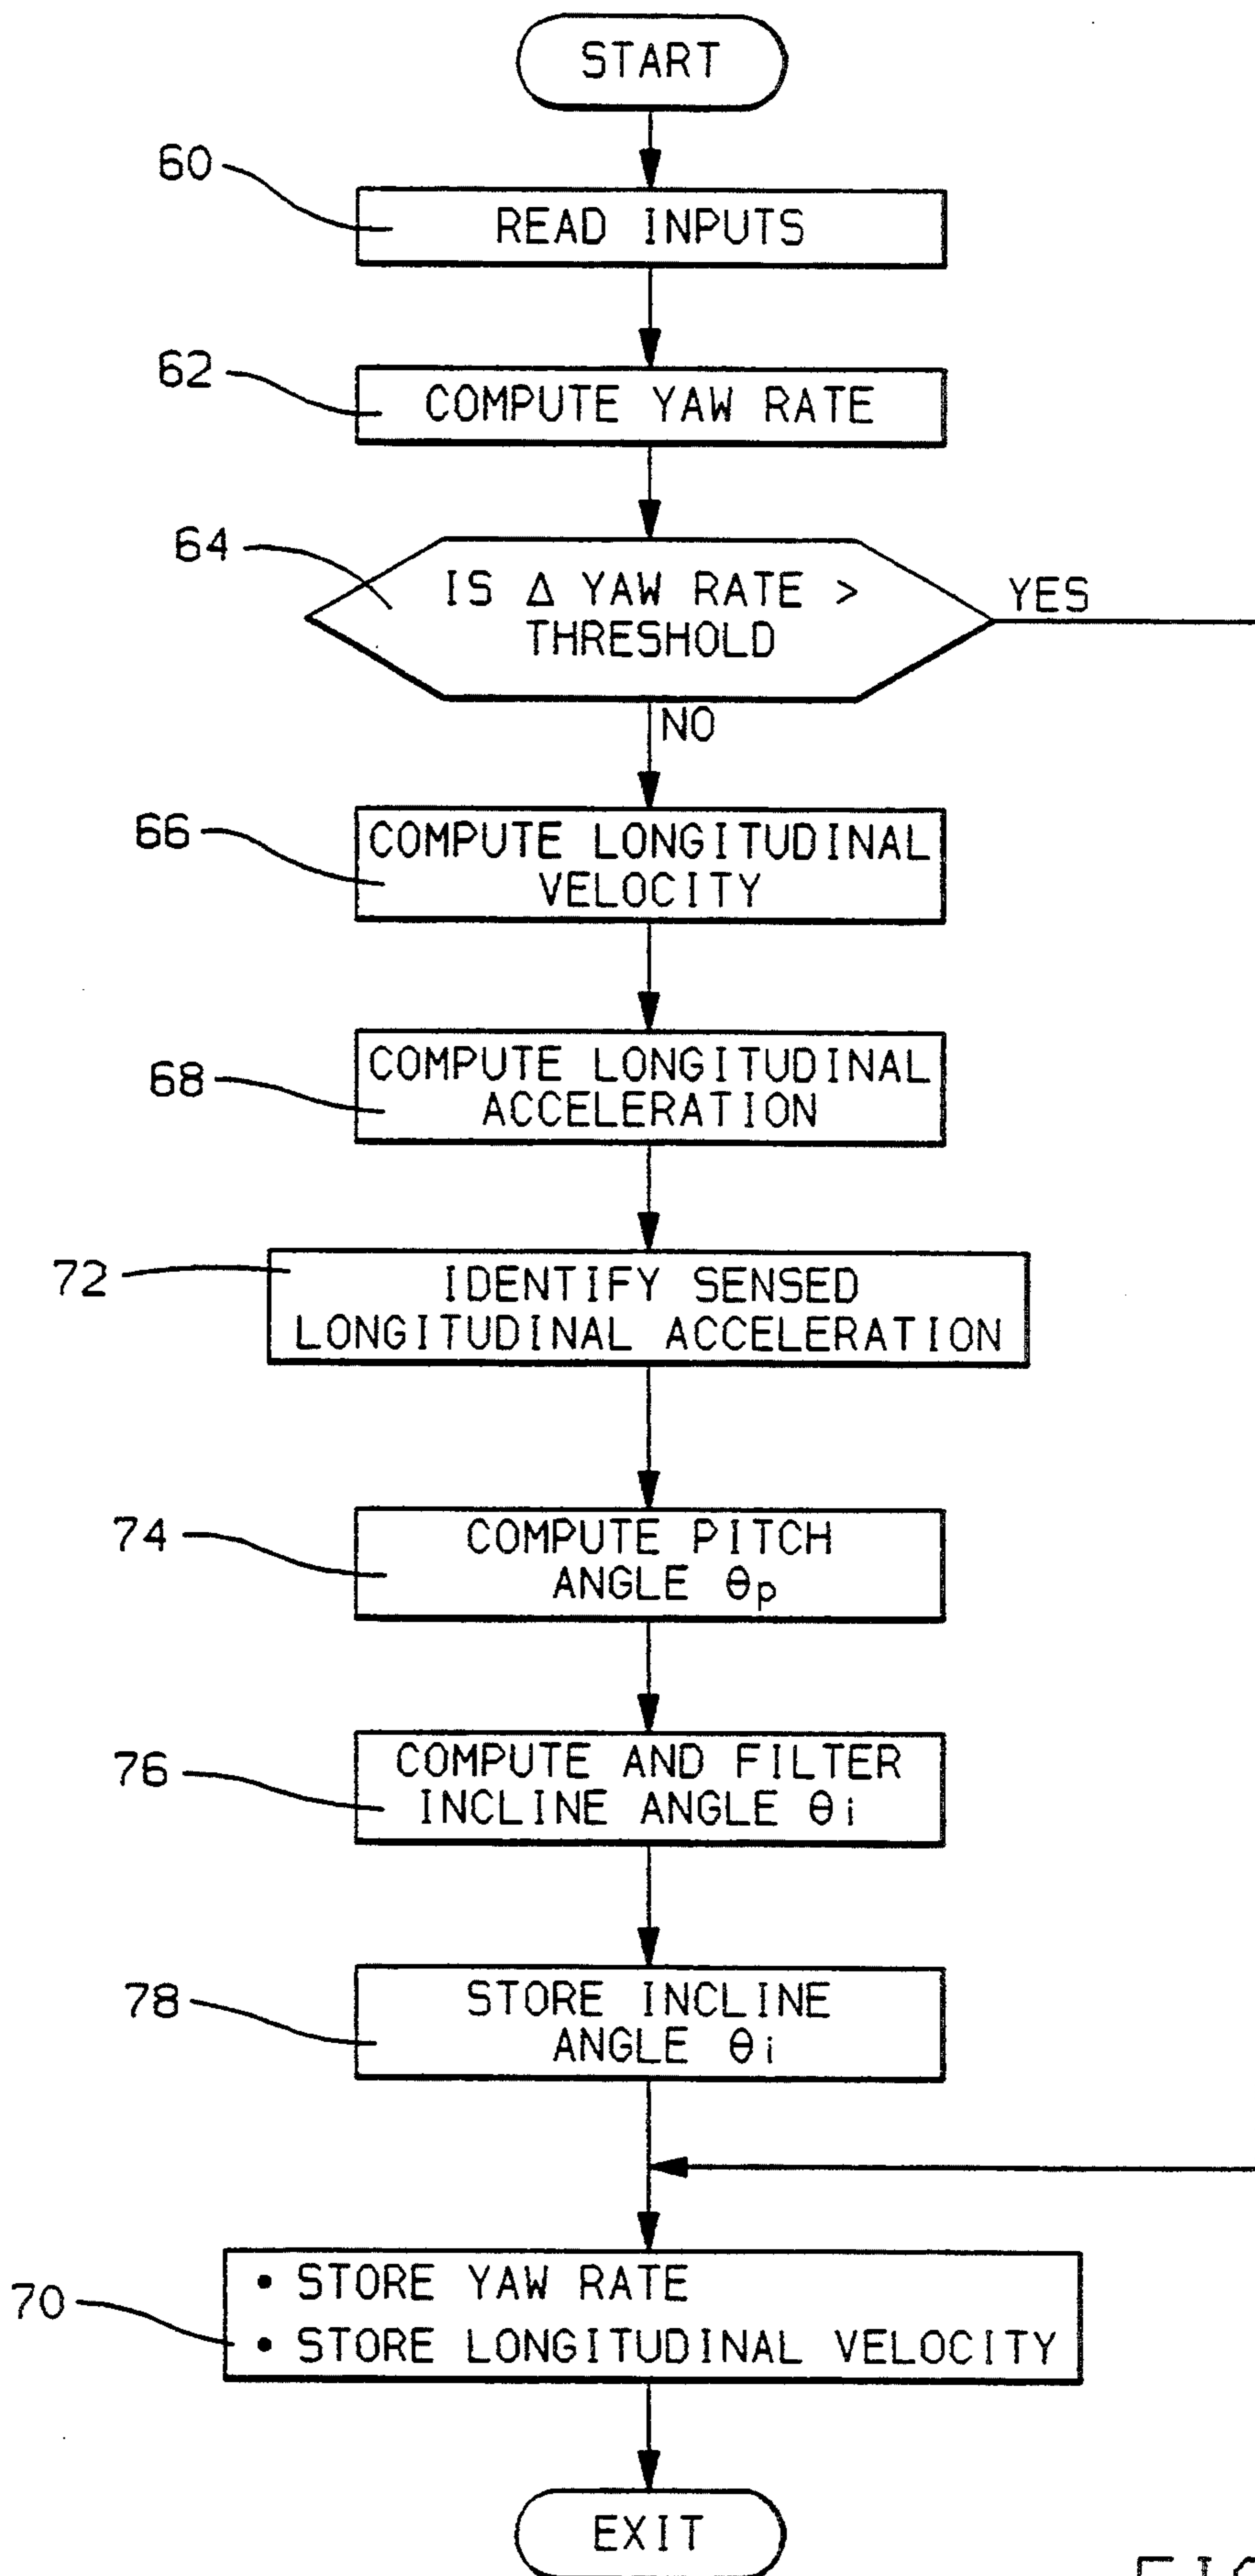 START
60
READ INPUTS
62
COMPUTE YAW RATE
64
IS Δ YAW RATE >
THRESHOLD
YES
NO
66
COMPUTE LONGITUDINAL
VELOCITY
68
COMPUTE LONGITUDINAL
ACCELERATION
72
IDENTIFY SENSED
LONGITUDINAL ACCELERATION
74
COMPUTE PITCH
ANGLE θp
76
COMPUTE AND FILTER
INCLINE ANGLE θi
78
STORE INCLINE
ANGLE θi
70
• STORE YAW RATE
• STORE LONGITUDINAL VELOCITY
EXIT